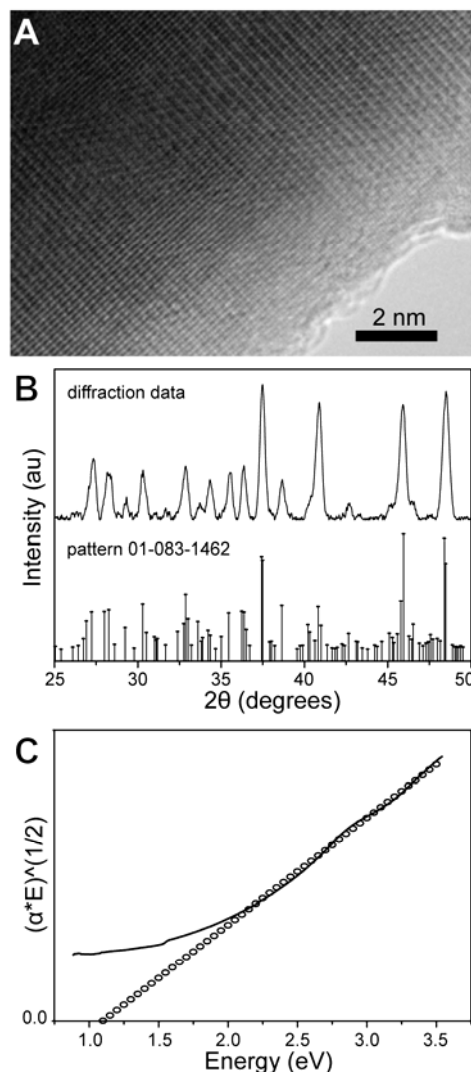 A
2 nm
B
diffraction data
pattern 01-083-1462
Intensity (au)
25 30 35 40 45 50
2θ (degrees)
C
(α*E)^(1/2)
0.0
1.0 1.5 2.0 2.5 3.0 3.5
Energy (eV)